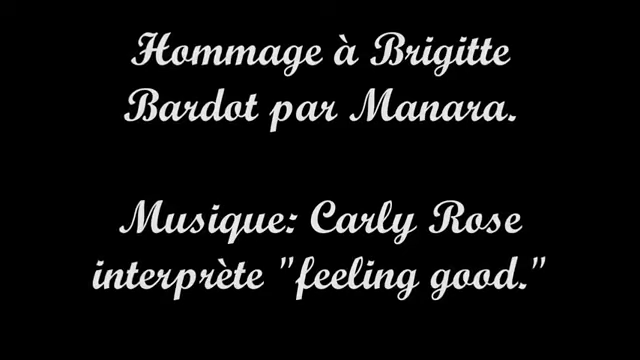 Hommage à Brigitte
Bardot par Manara.
Musique: Carly Rose
interprète "feeling good."